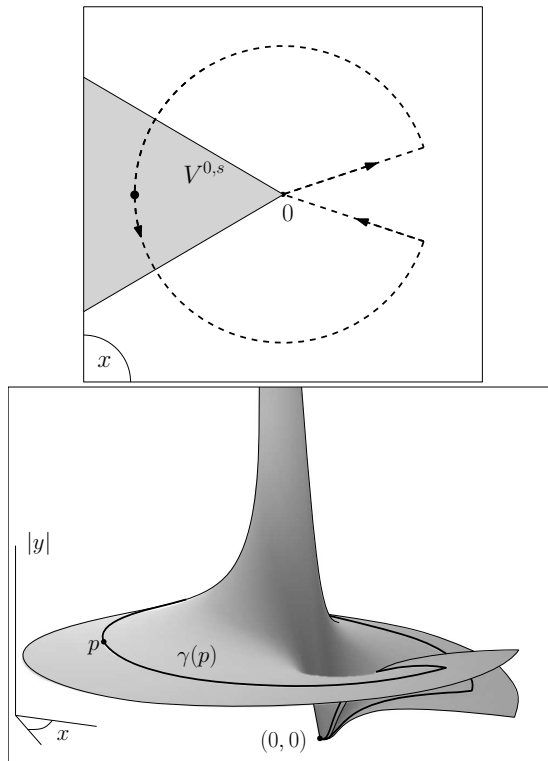 V^{0,s}
0
x
|y|
p
γ(p)
(0, 0)
x